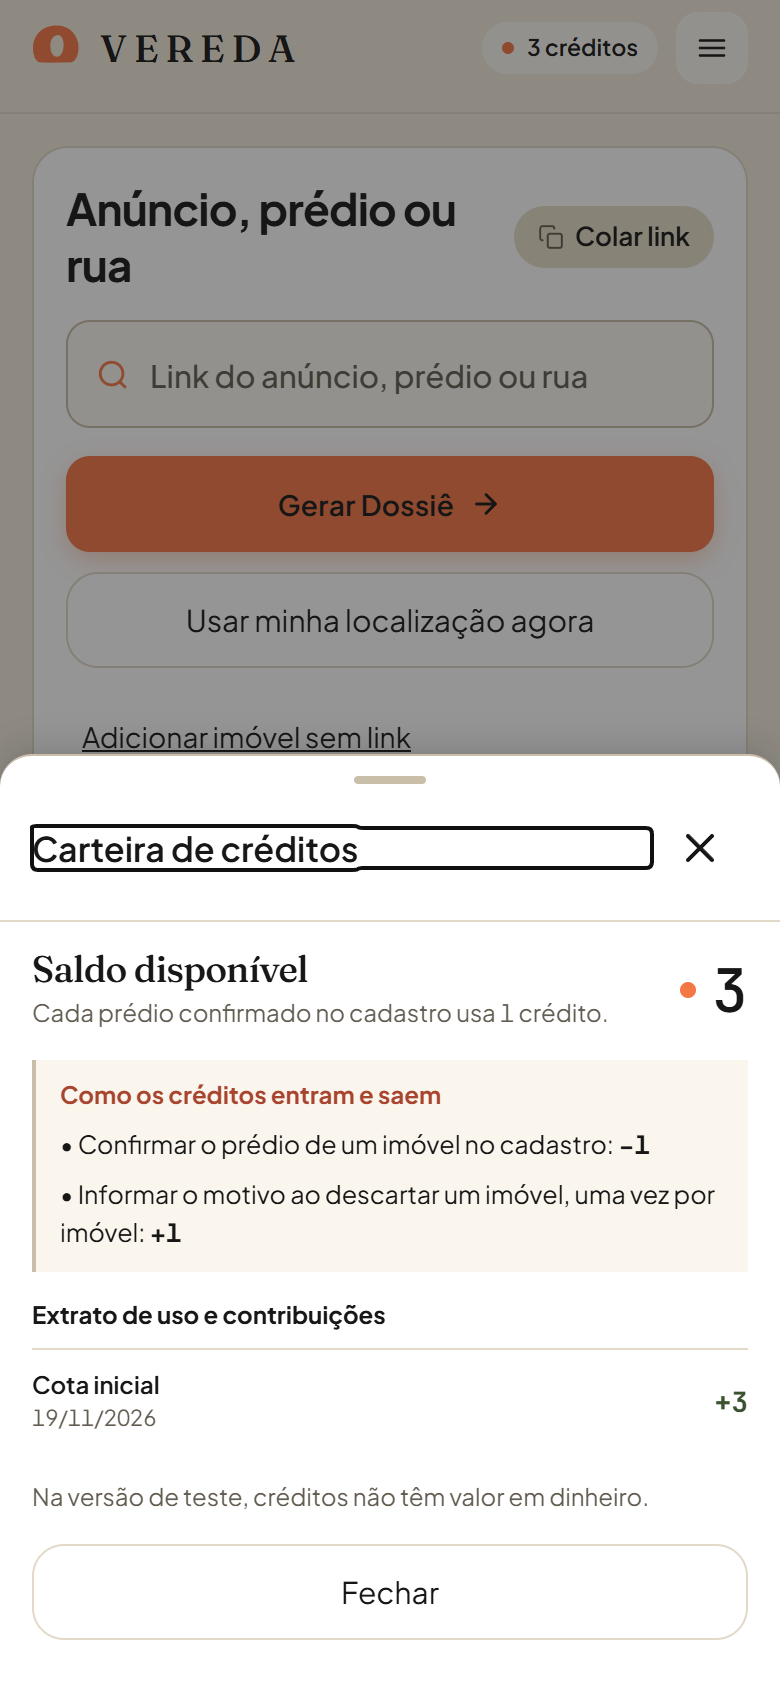 VEREDA
3 créditos
Anúncio, prédio ou
rua
Colar link
Link do anúncio, prédio ou rua
Gerar Dossiê
Usar minha localização agora
Adicionar imóvel sem link
Carteira de créditos
Saldo disponível
3
Cada prédio confirmado no cadastro usa 1 crédito.
Como os créditos entram e saem
• Confirmar o prédio de um imóvel no cadastro: −1
• Informar o motivo ao descartar um imóvel, uma vez por
imóvel: +1
Extrato de uso e contribuições
Cota inicial
19/11/2026
+3
Na versão de teste, créditos não têm valor em dinheiro.
Fechar